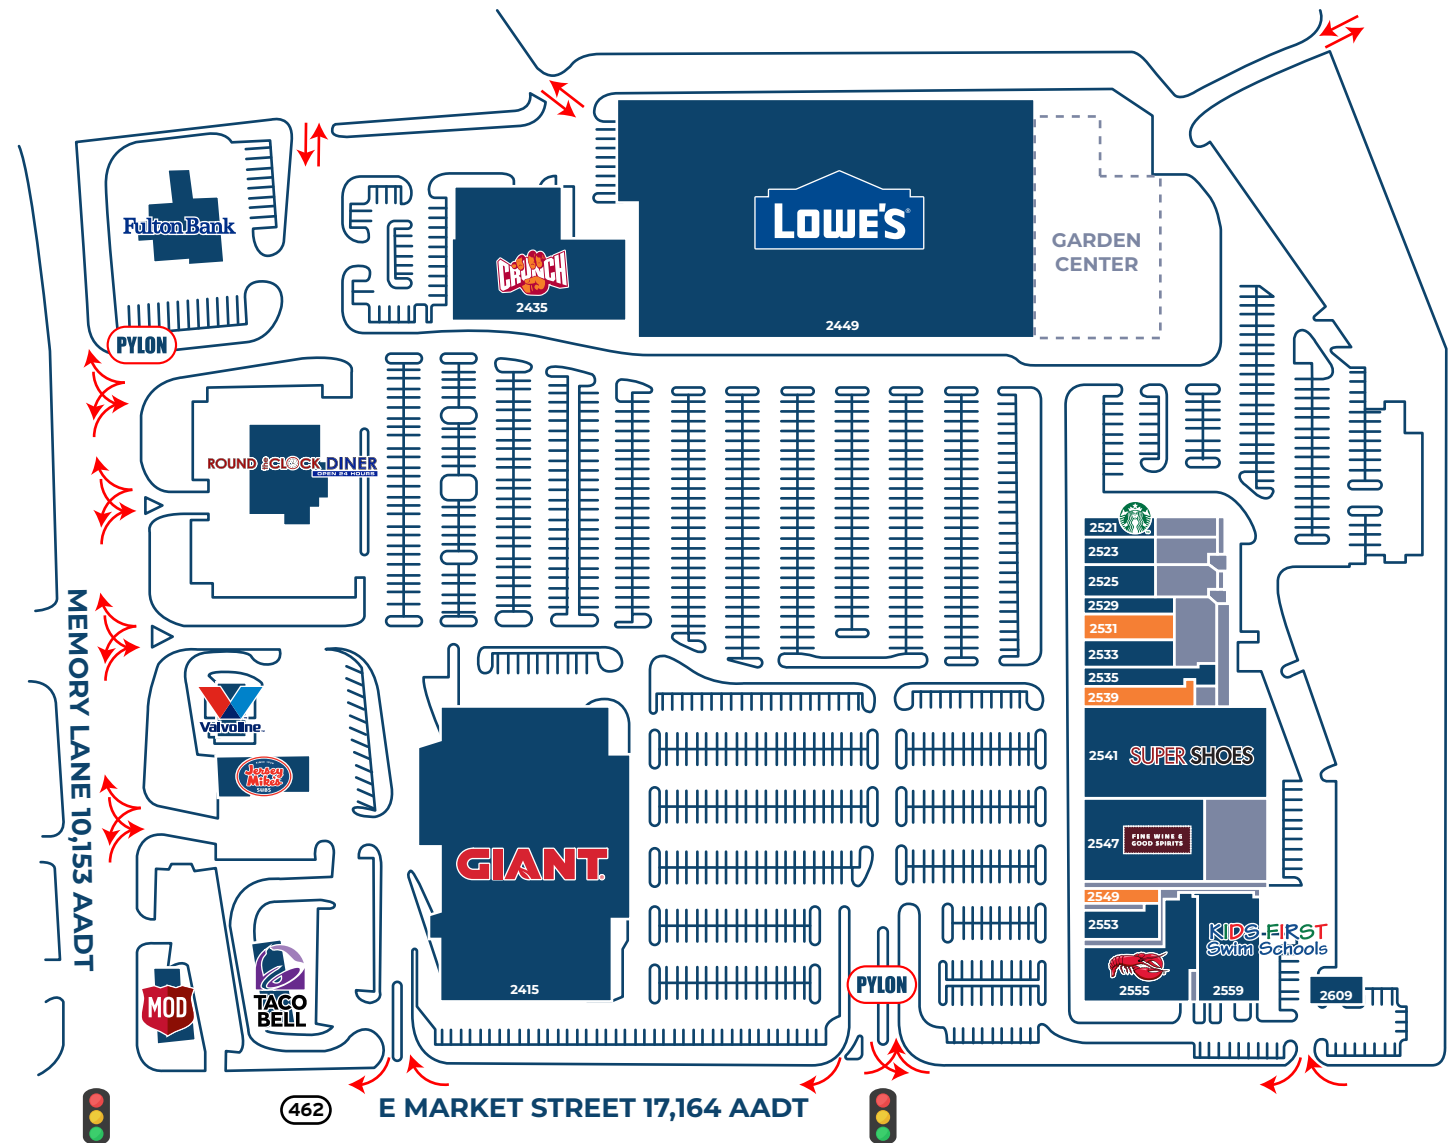 Fulton Bank
PYLON
CRUNCH
2435
LOWE'S
2449
GARDEN
CENTER
ROUND THE CLOCK DINER
OPEN 24 HOURS
MEMORY LANE 10,153 AADT
Valvoline
Jersey
Mike's
SUBS
MOD
TACO
BELL
GIANT
2415
PYLON
2521
2523
2525
2529
2531
2533
2535
2539
2541
SUPER SHOES
2547
FINE WINE &
GOOD SPIRITS
2549
2553
KIDS-FIRST
Swim Schools
2555
2559
2609
462
E MARKET STREET 17,164 AADT